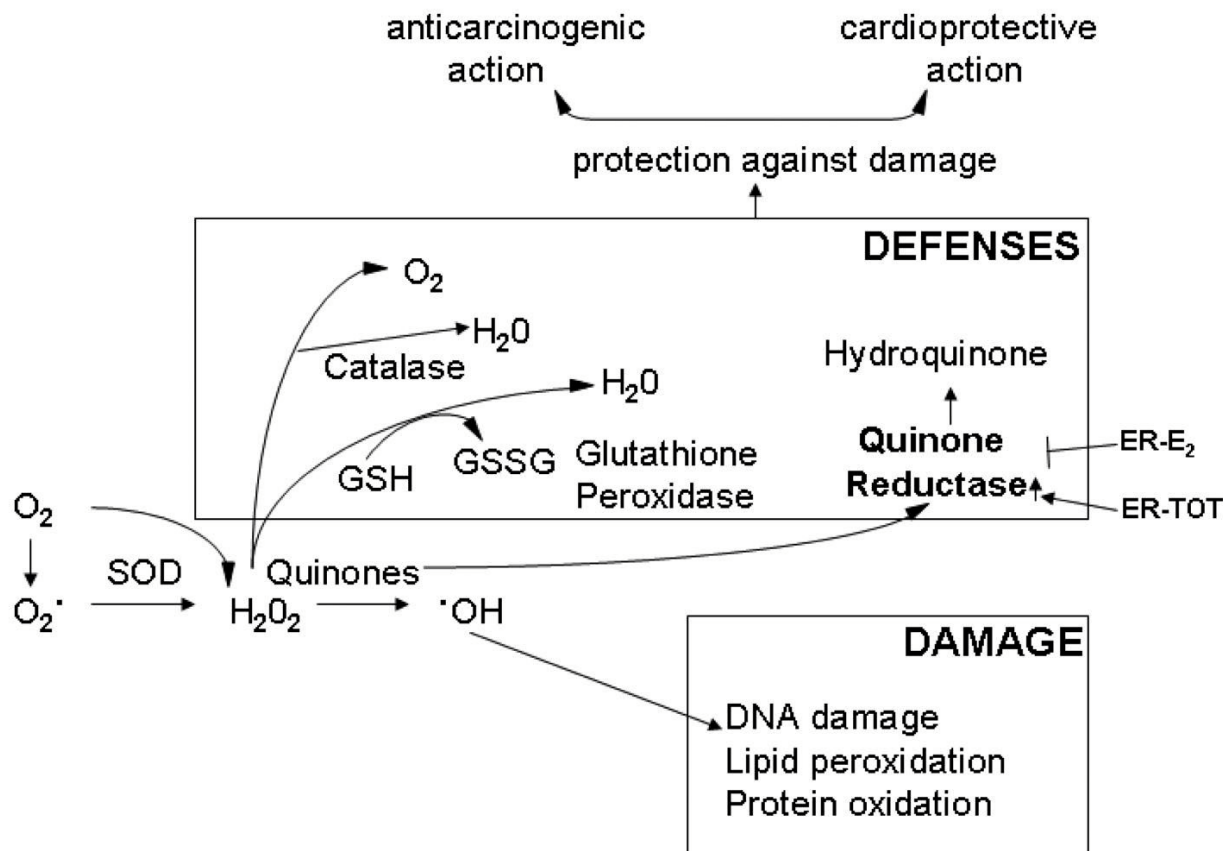 anticarcinogenic action
cardioprotective action
protection against damage
DEFENSES
O₂
H₂0
Catalase
H₂0
GSH
GSSG
Glutathione Peroxidase
Hydroquinone
Quinone Reductase
ER-E₂
ER-TOT
O₂
SOD
Quinones
O₂˙
H₂0₂
˙OH
DAMAGE
DNA damage
Lipid peroxidation
Protein oxidation